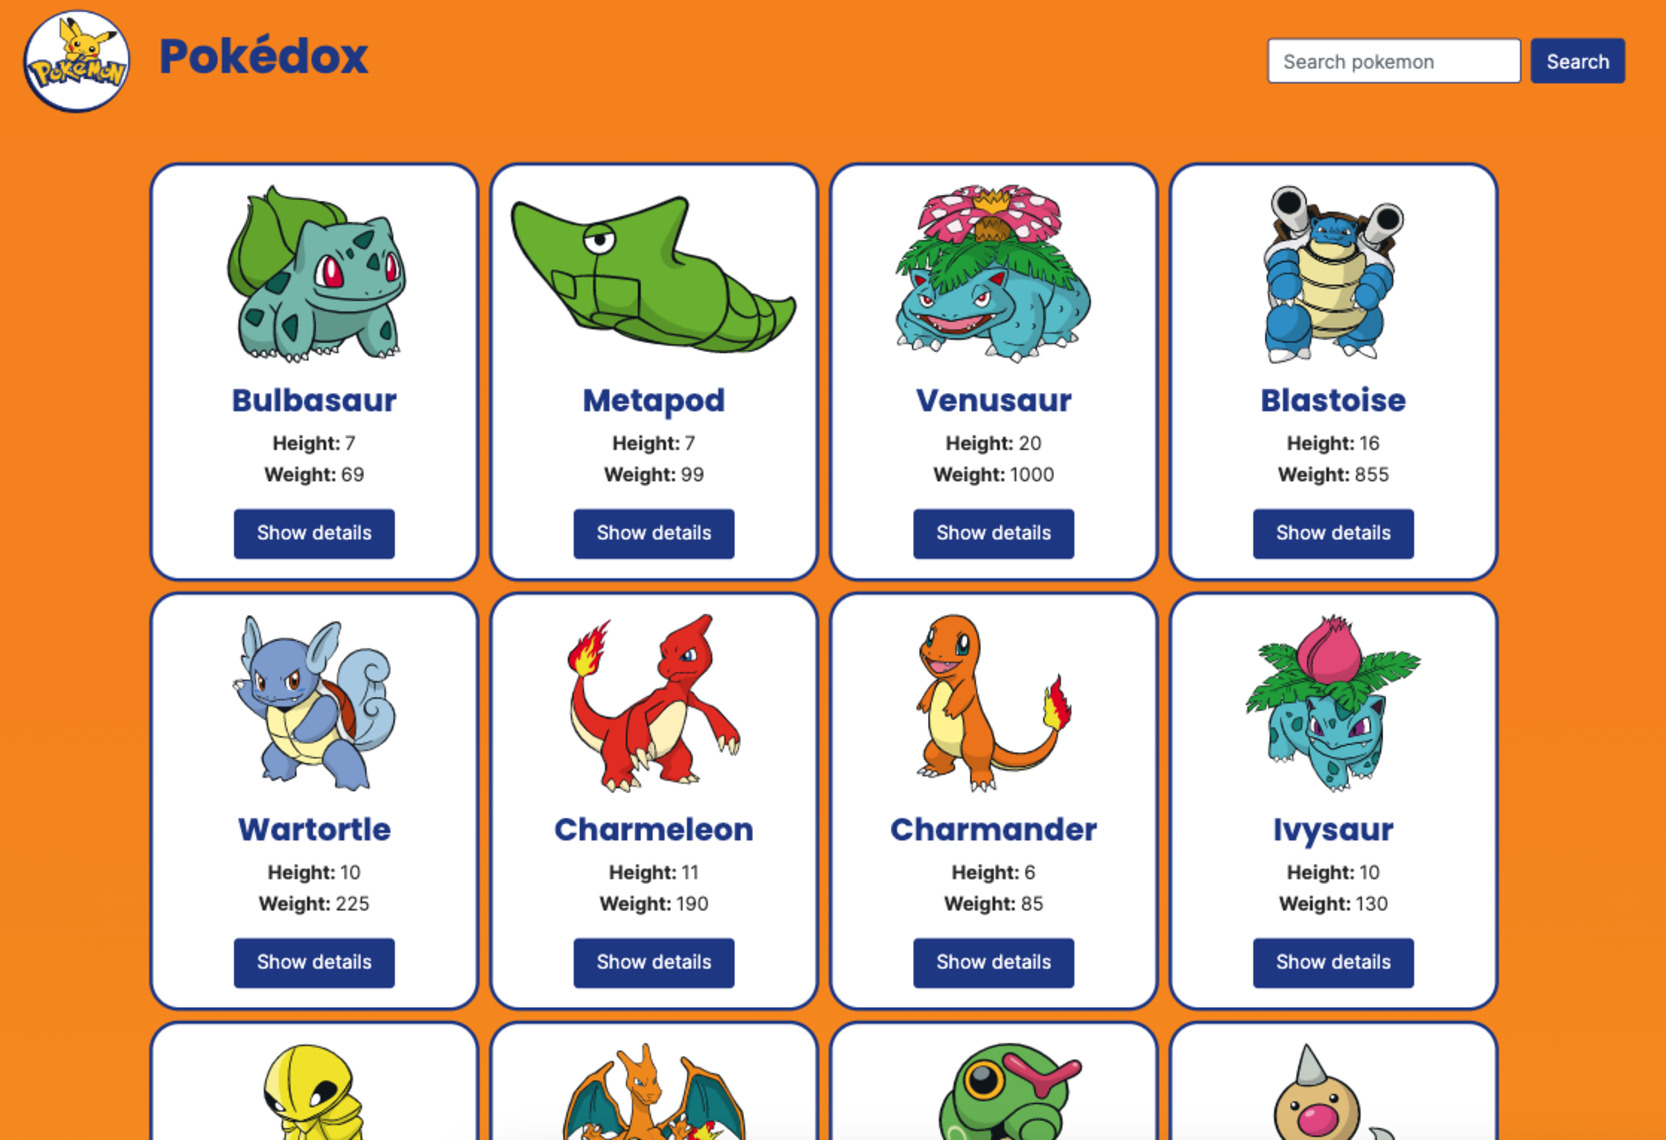 POKéMON
Pokédox
Search pokemon
Search
Bulbasaur
Height: 7
Weight: 69
Show details
Metapod
Height: 7
Weight: 99
Show details
Venusaur
Height: 20
Weight: 1000
Show details
Blastoise
Height: 16
Weight: 855
Show details
Wartortle
Height: 10
Weight: 225
Show details
Charmeleon
Height: 11
Weight: 190
Show details
Charmander
Height: 6
Weight: 85
Show details
Ivysaur
Height: 10
Weight: 130
Show details